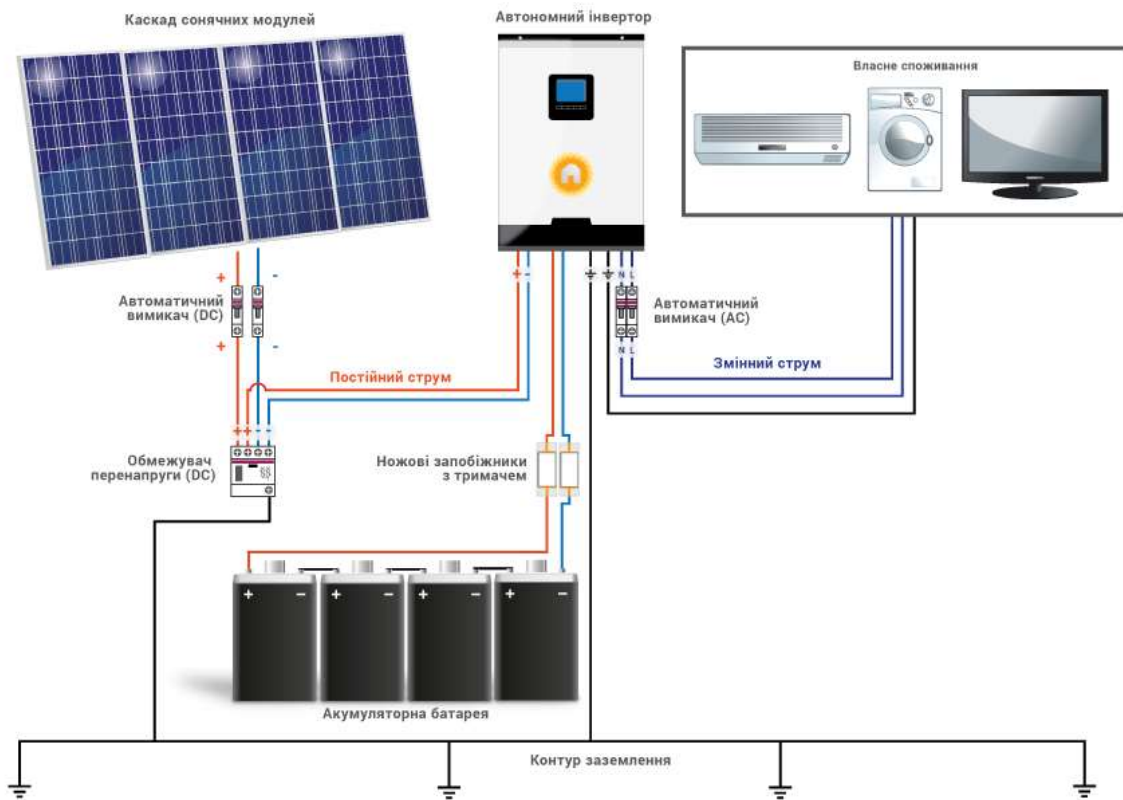 Каскад сонячних модулей
Автономний інвертор
Власне споживання
+ -
+ – N L
Автоматичний
вимикач (DC)
Автоматичний
вимикач (AC)
+ -
N L
Постійний струм
Змінний струм
+ + – –
Обмежувач
перенапруги (DC)
Ножові запобіжники
з тримачем
+ – + – + – + –
Акумуляторна батарея
Контур заземлення